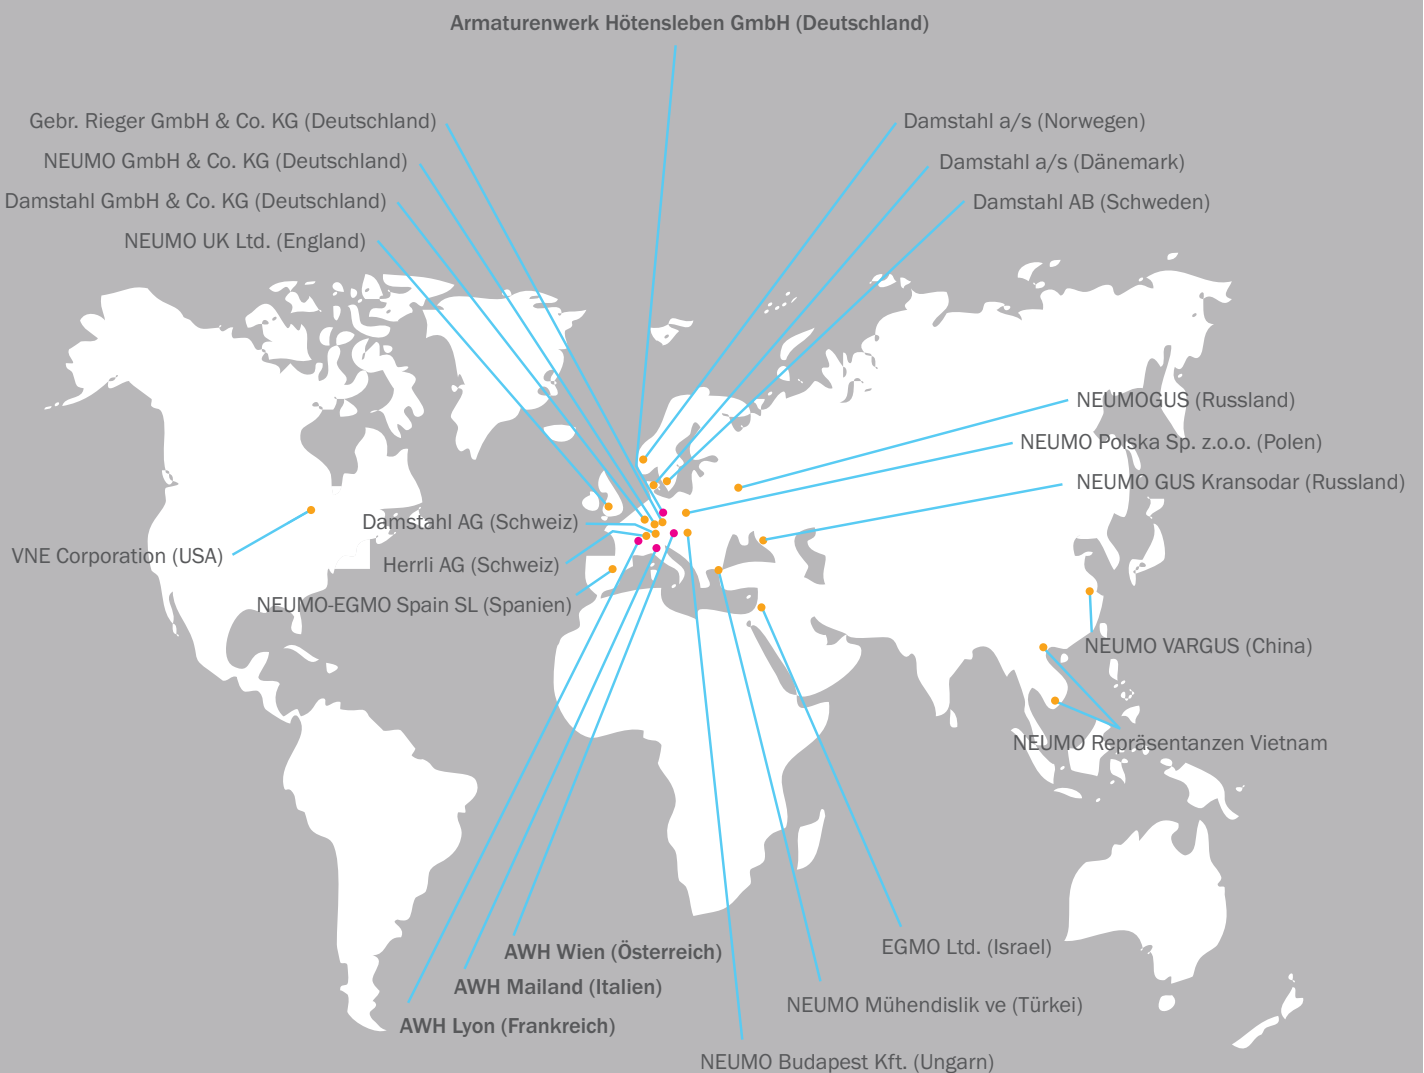 Armaturenwerk Hötensleben GmbH (Deutschland)
Gebr. Rieger GmbH & Co. KG (Deutschland)
NEUMO GmbH & Co. KG (Deutschland)
Damstahl GmbH & Co. KG (Deutschland)
NEUMO UK Ltd. (England)
Damstahl a/s (Norwegen)
Damstahl a/s (Dänemark)
Damstahl AB (Schweden)
NEUMOGUS (Russland)
NEUMO Polska Sp. z.o.o. (Polen)
NEUMO GUS Kransodar (Russland)
Damstahl AG (Schweiz)
VNE Corporation (USA)
Herrli AG (Schweiz)
NEUMO-EGMO Spain SL (Spanien)
NEUMO VARGUS (China)
NEUMO Repräsentanzen Vietnam
AWH Wien (Österreich)
AWH Mailand (Italien)
AWH Lyon (Frankreich)
EGMO Ltd. (Israel)
NEUMO Mühendislik ve (Türkei)
NEUMO Budapest Kft. (Ungarn)